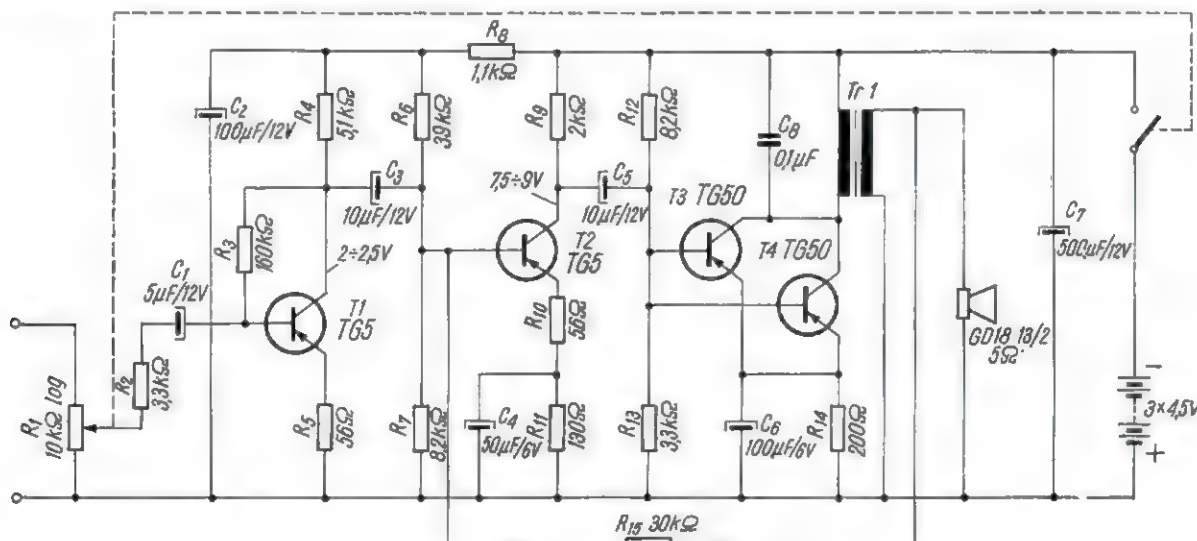 R8
1,1kΩ
C2
100μF/12V
R4
5,1kΩ
R6
39kΩ
R9
2kΩ
R12
8,2kΩ
C8
0,1μF
Tr 1
C3
10μF/12V
7,5÷9V
C5
10μF/12V
T3 TG50
R3
160kΩ
2÷2,5V
T2
TG5
T4 TG50
C7
500μF/12V
C1
5μF/12V
T1
TG5
R10
56Ω
GD18 13/2
5Ω
R1
10kΩ log
R2
3,3kΩ
R5
56Ω
R7
8,2kΩ
C4
50μF/6V
R11
130Ω
R13
3,3kΩ
C6
100μF/6V
R14
200Ω
-
3×4,5V
+
R15 30kΩ